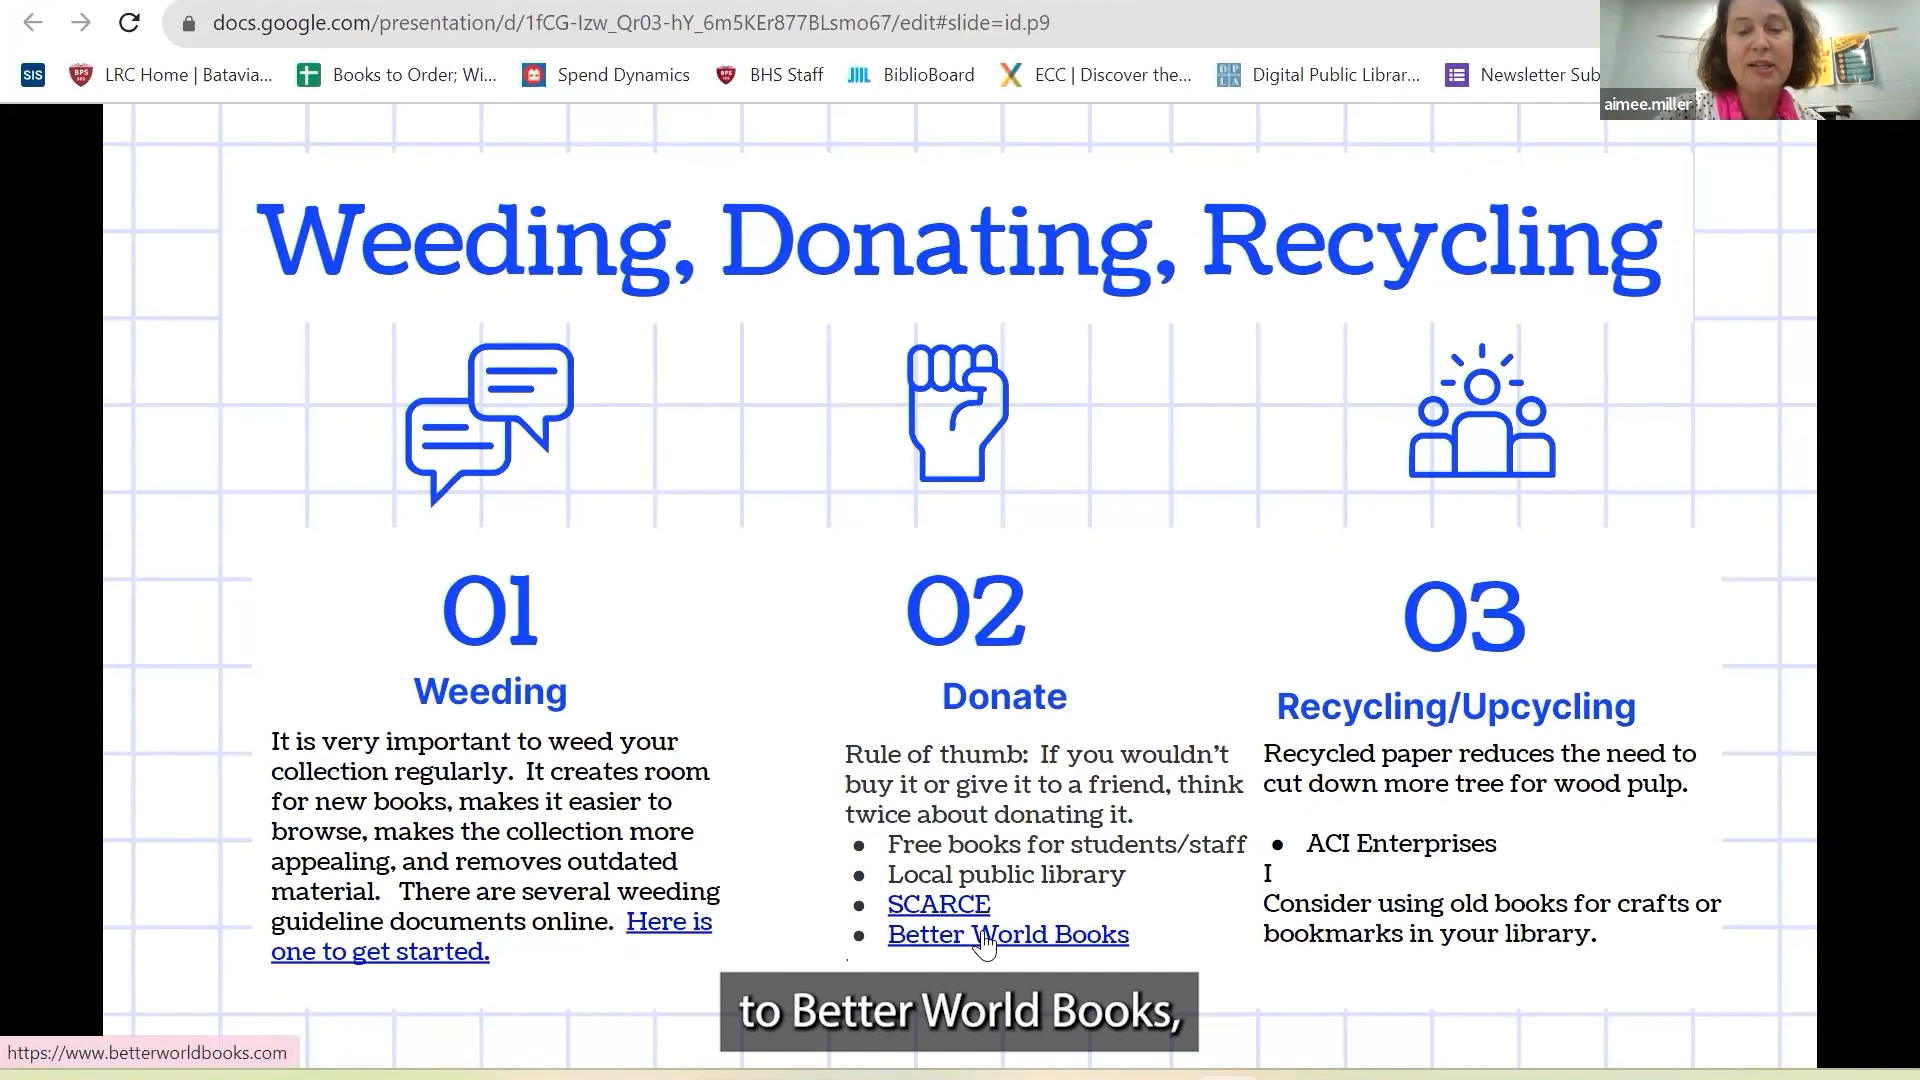 docs.google.com/presentation/d/1fCG-Izw_Qr03-hY_6m5KEr877BLsmo67/edit#slide=id.p9
SIS LRC Home | Batavia... Books to Order; Wi... Spend Dynamics BHS Staff BiblioBoard ECC | Discover the... Digital Public Librar... Newsletter Sub
aimee.miller
Weeding, Donating, Recycling
01
Weeding
It is very important to weed your
collection regularly. It creates room
for new books, makes it easier to
browse, makes the collection more
appealing, and removes outdated
material. There are several weeding
guideline documents online. Here is
one to get started.
02
Donate
Rule of thumb: If you wouldn't
buy it or give it to a friend, think
twice about donating it.
● Free books for students/staff
● Local public library
● SCARCE
● Better World Books
.
03
Recycling/Upcycling
Recycled paper reduces the need to
cut down more tree for wood pulp.
● ACI Enterprises
I
Consider using old books for crafts or
bookmarks in your library.
to Better World Books,
https://www.betterworldbooks.com